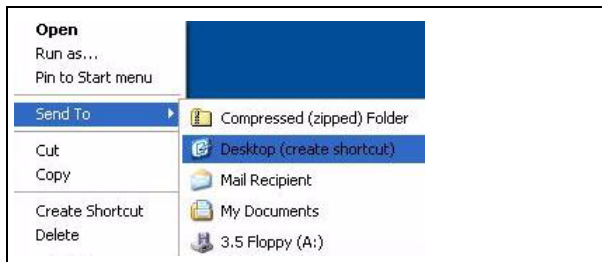 Open
Run as...
Pin to Start menu
Send To
Cut
Copy
Create Shortcut
Delete
Compressed (zipped) Folder
Desktop (create shortcut)
Mail Recipient
My Documents
3.5 Floppy (A:)